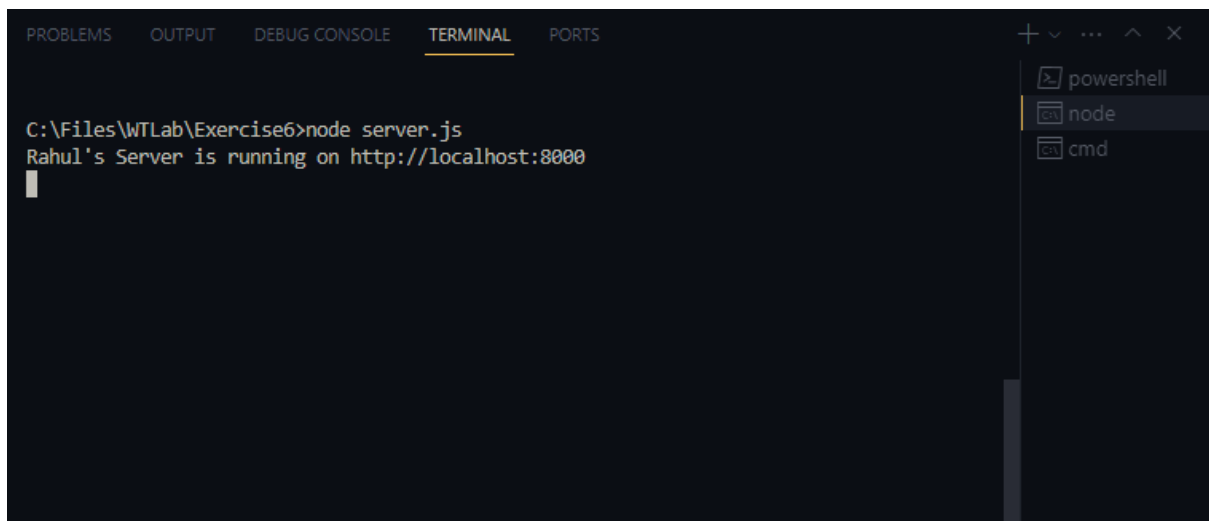 PROBLEMS OUTPUT DEBUG CONSOLE TERMINAL PORTS
powershell
C:\Files\WTLab\Exercise6>node server.js
node
Rahul's Server is running on http://localhost:8000
cmd